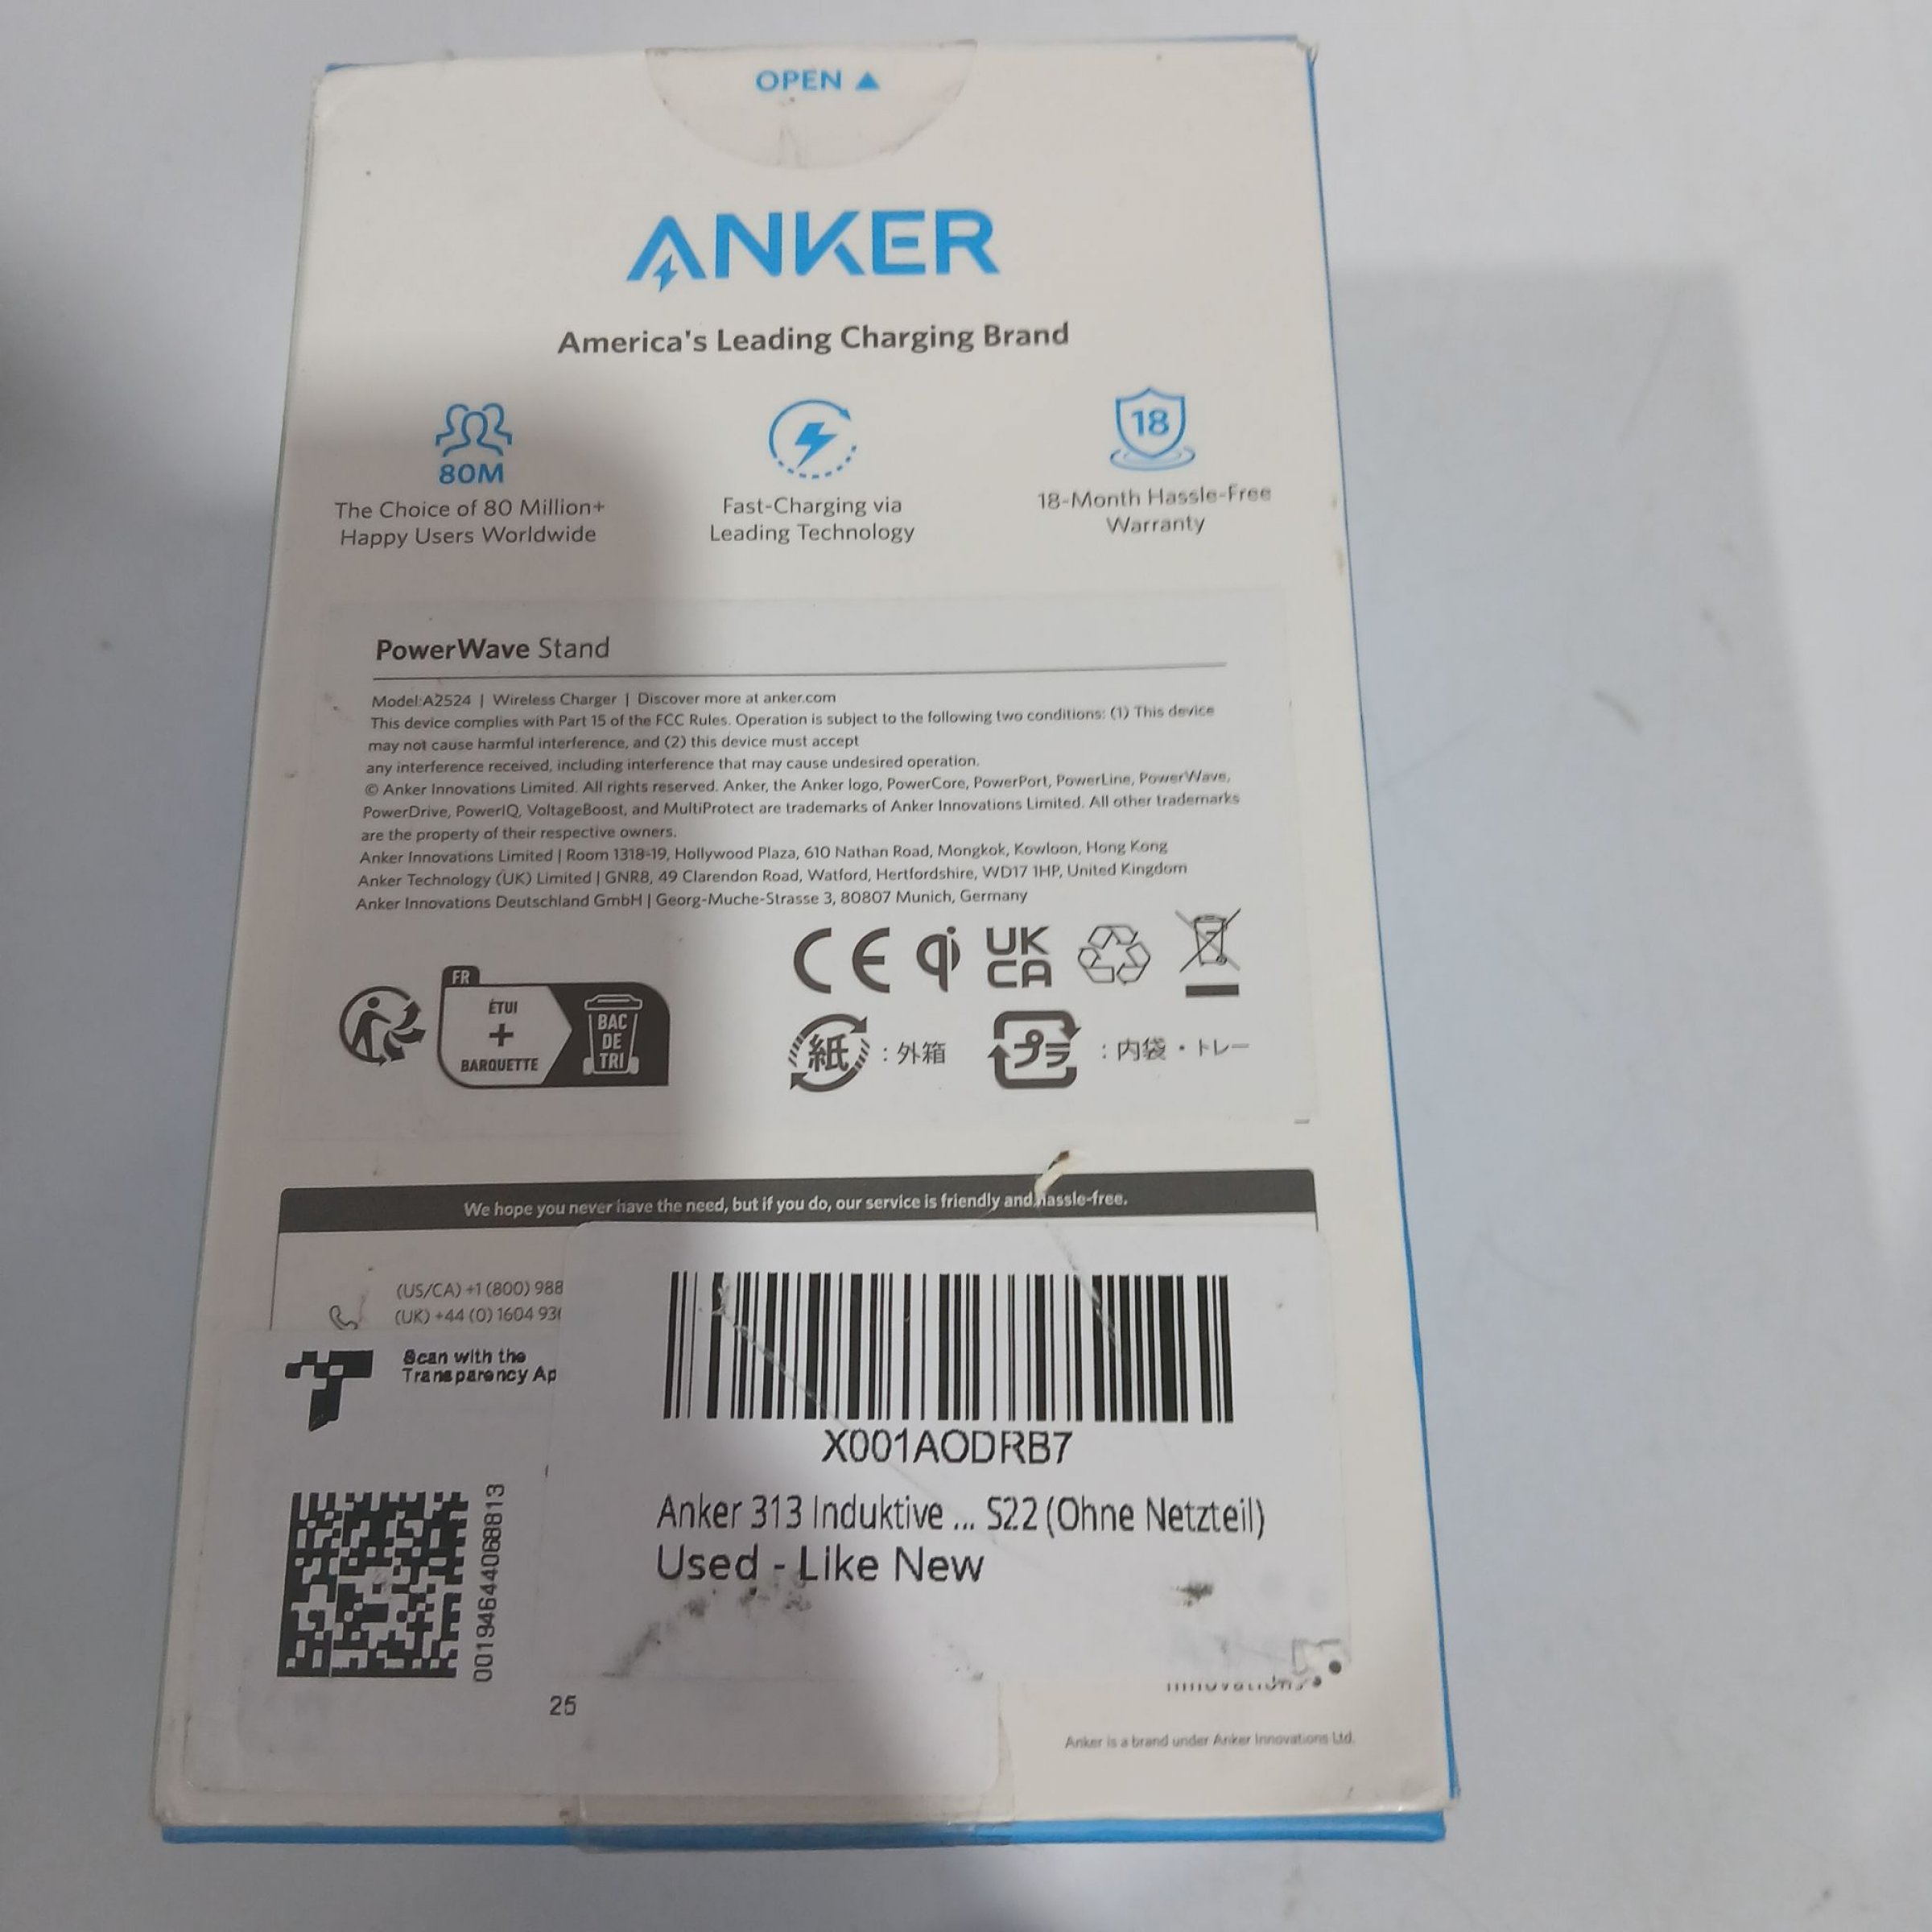 OPEN ▲
ANKER
America's Leading Charging Brand
80M
The Choice of 80 Million+
Happy Users Worldwide
Fast-Charging via
Leading Technology
18
18-Month Hassle-Free
Warranty
PowerWave Stand
Model:A2524 | Wireless Charger | Discover more at anker.com
This device complies with Part 15 of the FCC Rules. Operation is subject to the following two conditions: (1) This device
may not cause harmful interference, and (2) this device must accept
any interference received, including interference that may cause undesired operation.
© Anker Innovations Limited. All rights reserved. Anker, the Anker logo, PowerCore, PowerPort, PowerLine, PowerWave,
PowerDrive, PowerIQ, VoltageBoost, and MultiProtect are trademarks of Anker Innovations Limited. All other trademarks
are the property of their respective owners.
Anker Innovations Limited | Room 1318-19, Hollywood Plaza, 610 Nathan Road, Mongkok, Kowloon, Hong Kong
Anker Technology (UK) Limited | GNR8, 49 Clarendon Road, Watford, Hertfordshire, WD17 1HP, United Kingdom
Anker Innovations Deutschland GmbH | Georg-Muche-Strasse 3, 80807 Munich, Germany
CE qi UK
CA
FR
ÉTUI
+
BARQUETTE
BAC
DE
TRI
紙 : 外箱
プラ : 内袋・トレー
We hope you never have the need, but if you do, our service is friendly and hassle-free.
(US/CA) +1 (800) 988
(UK) +44 (0) 1604 93
Scan with the
Transparency Ap
X001AODRB7
Anker 313 Induktive ... S22 (Ohne Netzteil)
Used - Like New
00194644068813
25
Anker is a brand under Anker Innovations Ltd.